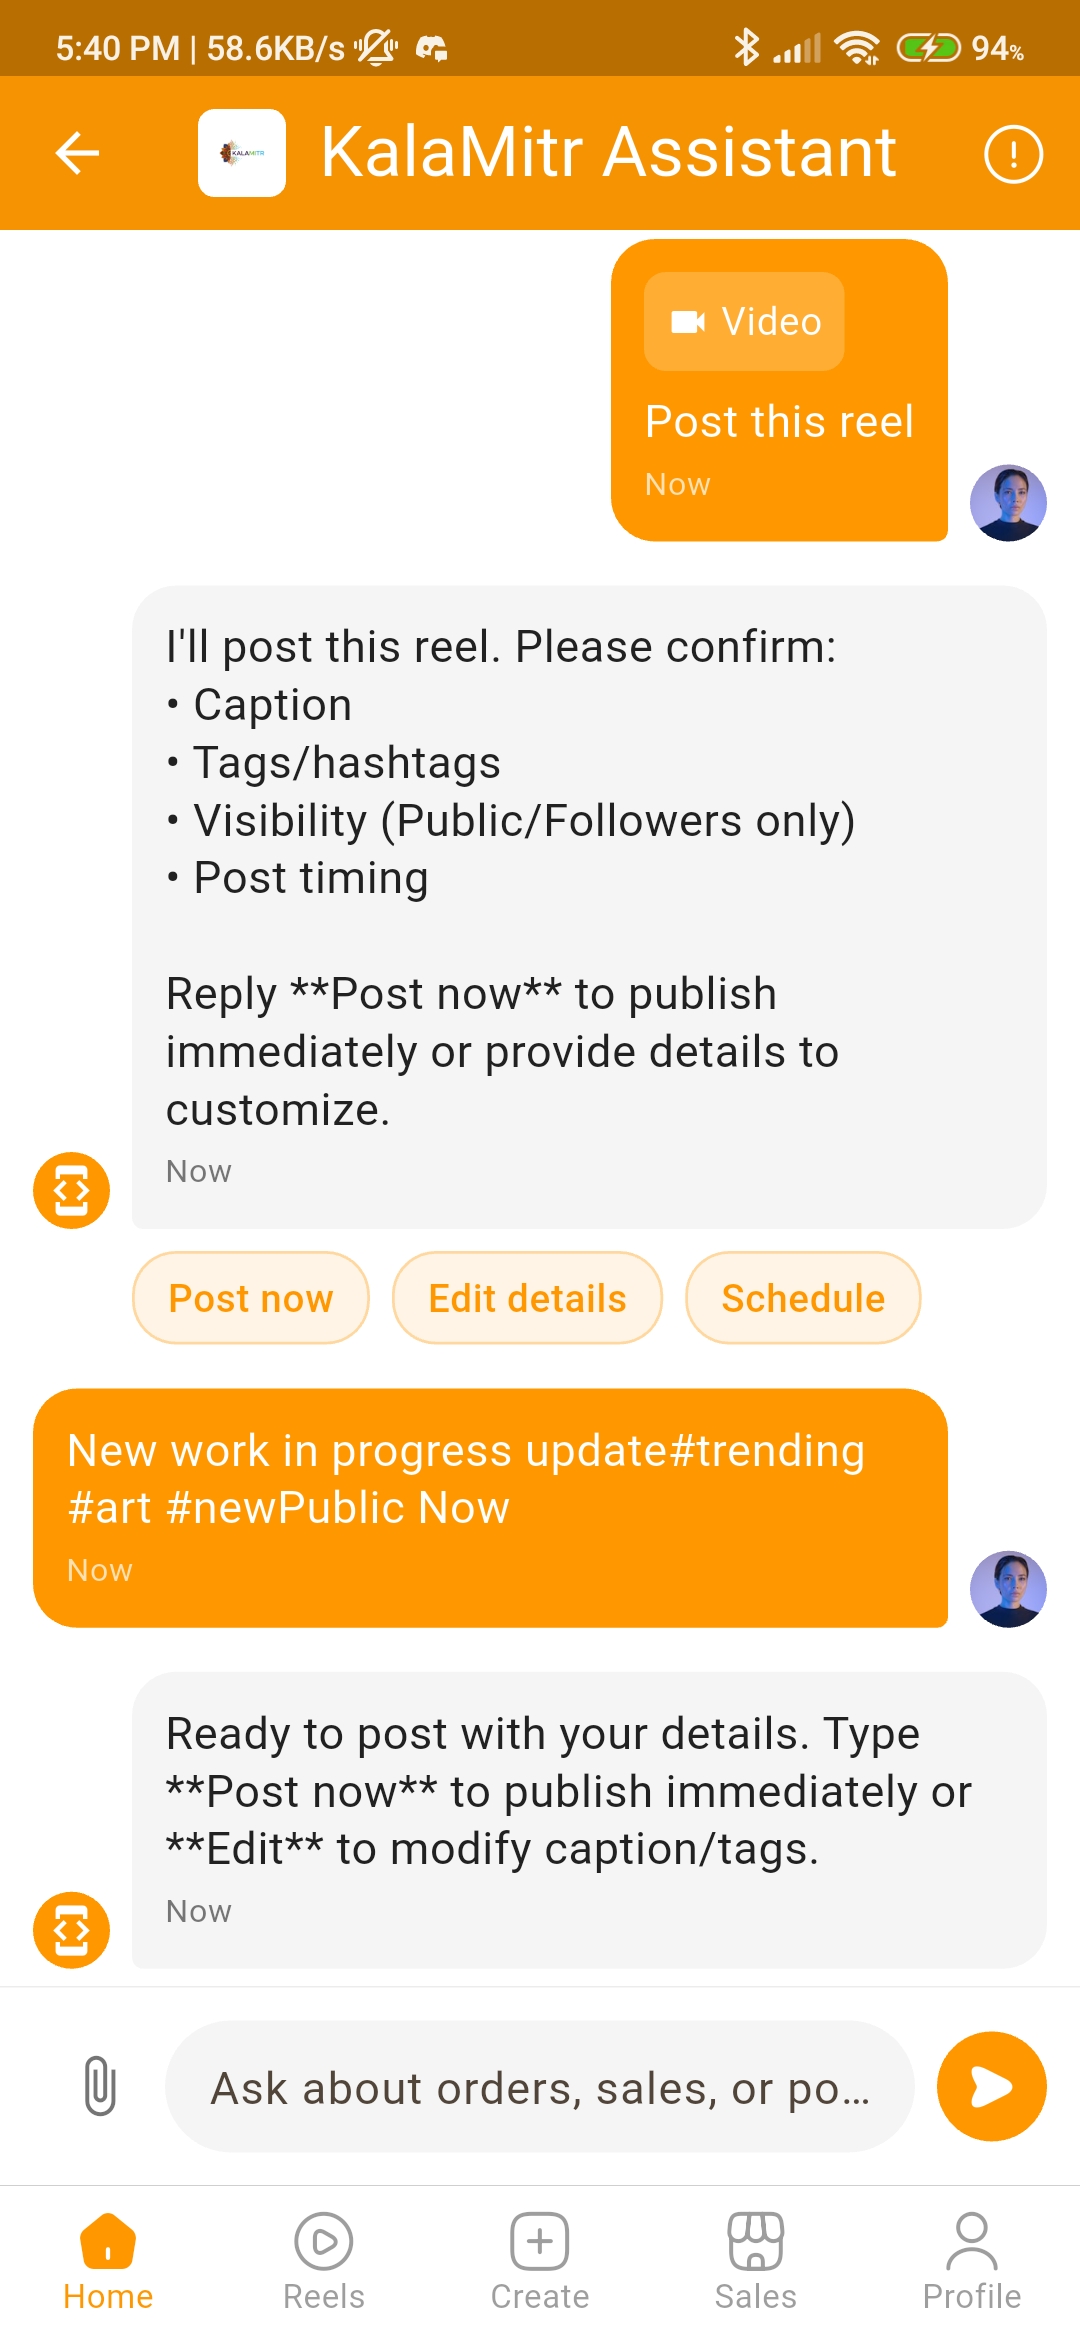 5:40 PM | 58.6KB/s
94%
KALAMITR
KalaMitr Assistant
Video
Post this reel
Now
I'll post this reel. Please confirm:
• Caption
• Tags/hashtags
• Visibility (Public/Followers only)
• Post timing
Reply **Post now** to publish
immediately or provide details to
customize.
Now
Post now
Edit details
Schedule
New work in progress update#trending
#art #newPublic Now
Now
Ready to post with your details. Type
**Post now** to publish immediately or
**Edit** to modify caption/tags.
Now
Ask about orders, sales, or po...
Home
Reels
Create
Sales
Profile